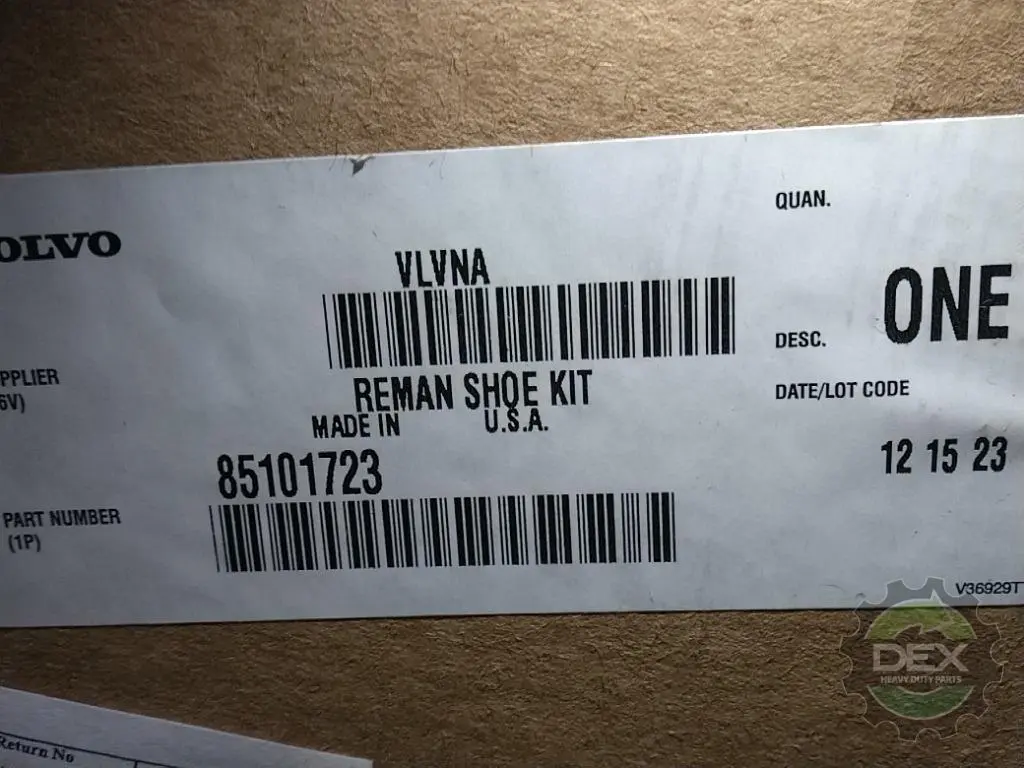 OLVO
QUAN.
VLVNA
ONE
DESC.
PPLIER
6V)
REMAN SHOE KIT
DATE/LOT CODE
MADE IN U.S.A.
85101723
12 15 23
PART NUMBER
(1P)
V36929T
DEX
HEAVY DUTY PARTS
Return No